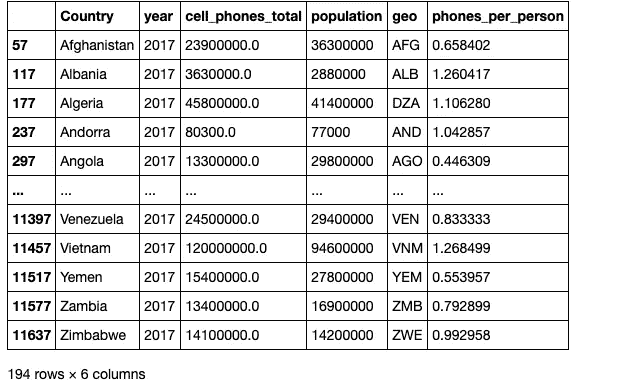 Country year cell_phones_total population geo phones_per_person
57 Afghanistan 2017 23900000.0 36300000 AFG 0.658402
117 Albania 2017 3630000.0 2880000 ALB 1.260417
177 Algeria 2017 45800000.0 41400000 DZA 1.106280
237 Andorra 2017 80300.0 77000 AND 1.042857
297 Angola 2017 13300000.0 29800000 AGO 0.446309
... ... ... ... ... ... ...
11397 Venezuela 2017 24500000.0 29400000 VEN 0.833333
11457 Vietnam 2017 120000000.0 94600000 VNM 1.268499
11517 Yemen 2017 15400000.0 27800000 YEM 0.553957
11577 Zambia 2017 13400000.0 16900000 ZMB 0.792899
11637 Zimbabwe 2017 14100000.0 14200000 ZWE 0.992958
194 rows × 6 columns